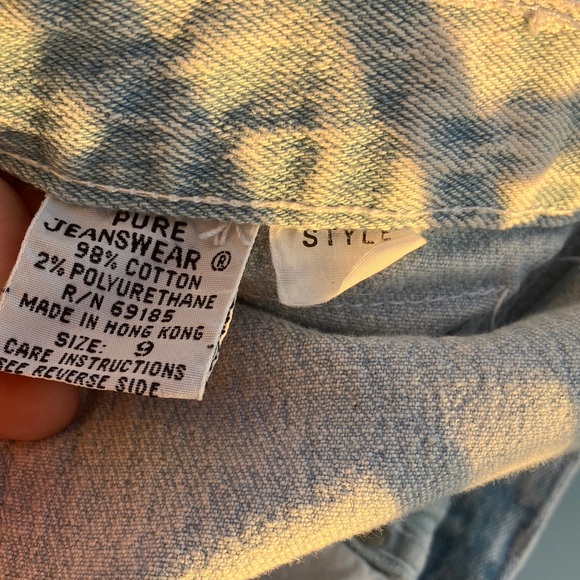 PURE
JEANSWEAR ®
98% COTTON
2% POLYURETHANE
R/N 69185
MADE IN HONG KONG
SIZE: 9
CARE INSTRUCTIONS
SEE REVERSE SIDE
STYLE